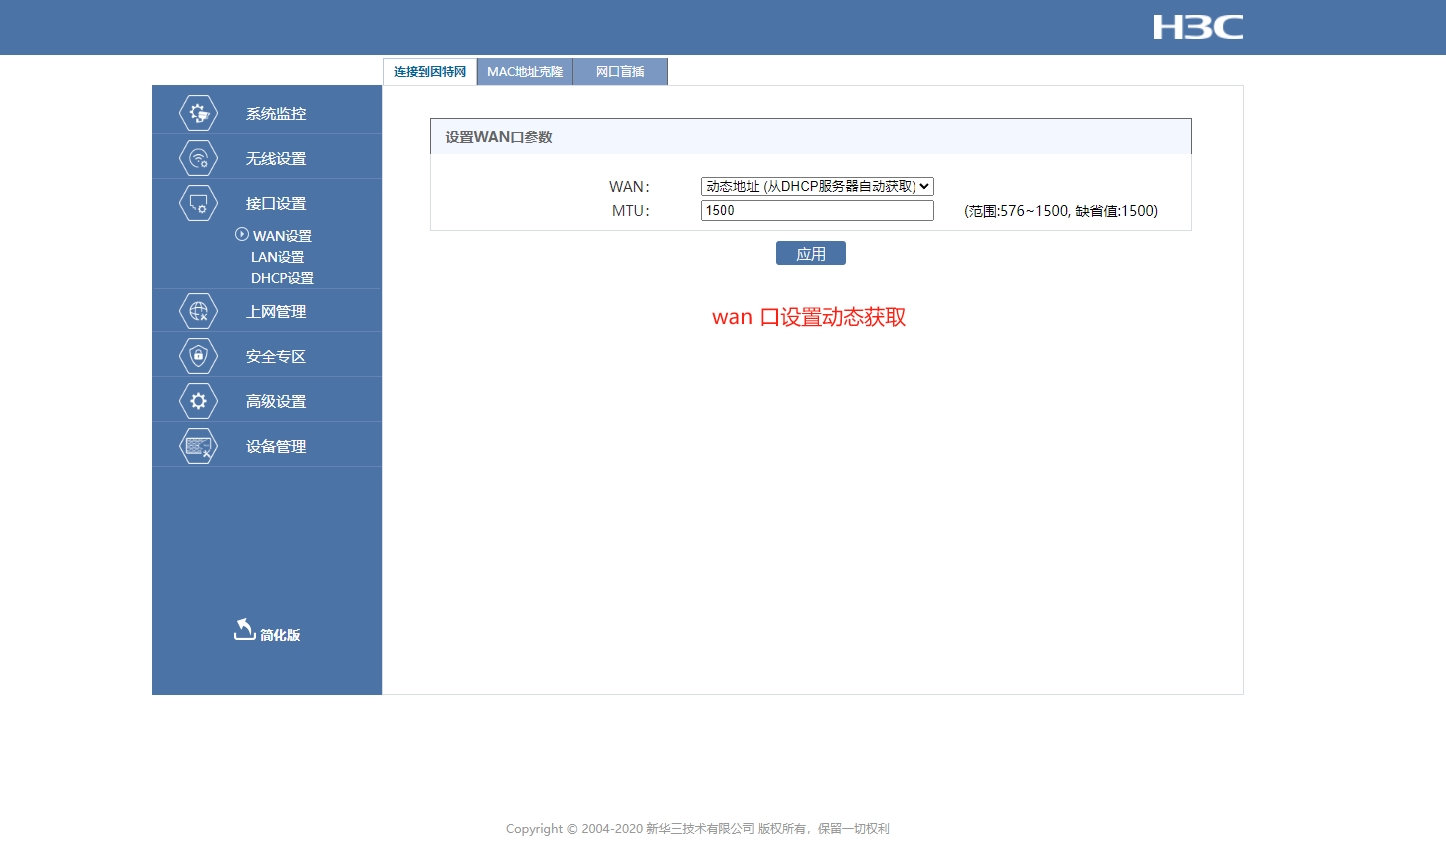 H3C
连接到因特网 MAC地址克隆 网口盲插
系统监控
无线设置
接口设置
WAN设置
LAN设置
DHCP设置
上网管理
安全专区
高级设置
设备管理
简化版
设置WAN口参数
WAN： 动态地址 (从DHCP服务器自动获取)
MTU： 1500 (范围:576~1500, 缺省值:1500)
应用
wan 口设置动态获取
Copyright © 2004-2020 新华三技术有限公司 版权所有，保留一切权利